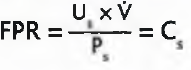 FPR = U_s × V̇ / P_s = C_s